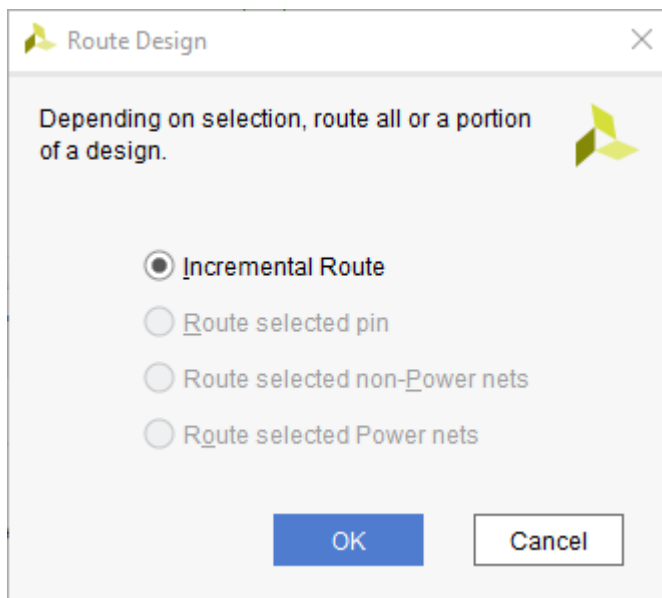 Route Design
Depending on selection, route all or a portion
of a design.
Incremental Route
Route selected pin
Route selected non-Power nets
Route selected Power nets
OK
Cancel